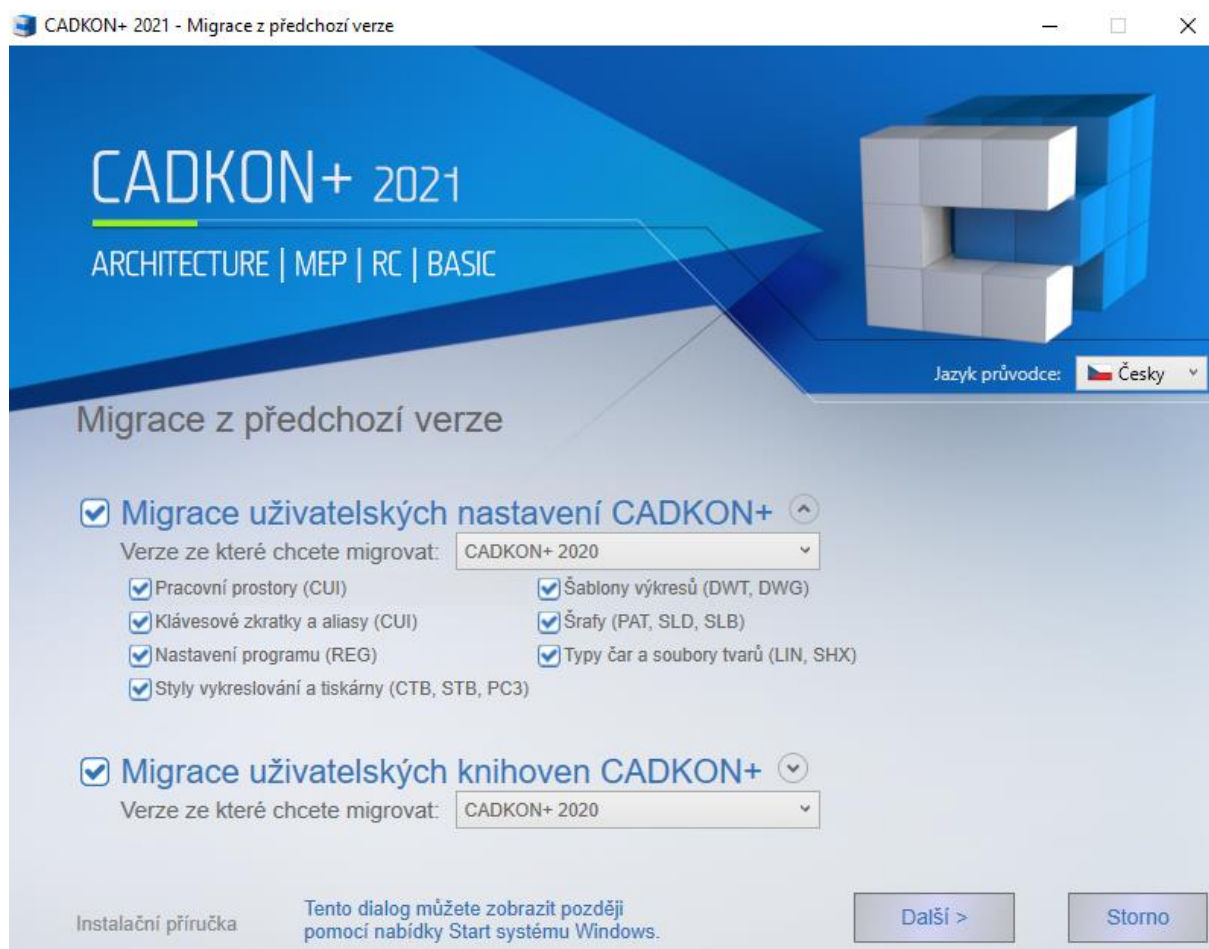 CADKON+ 2021 - Migrace z předchozí verze
CADKON+ 2021
ARCHITECTURE | MEP | RC | BASIC
Jazyk průvodce: Česky
Migrace z předchozí verze
Migrace uživatelských nastavení CADKON+
Verze ze které chcete migrovat: CADKON+ 2020
Pracovní prostory (CUI) Šablony výkresů (DWT, DWG)
Klávesové zkratky a aliasy (CUI) Šrafy (PAT, SLD, SLB)
Nastavení programu (REG) Typy čar a soubory tvarů (LIN, SHX)
Styly vykreslování a tiskárny (CTB, STB, PC3)
Migrace uživatelských knihoven CADKON+
Verze ze které chcete migrovat: CADKON+ 2020
Instalační příručka
Tento dialog můžete zobrazit později
pomocí nabídky Start systému Windows.
Další > Storno